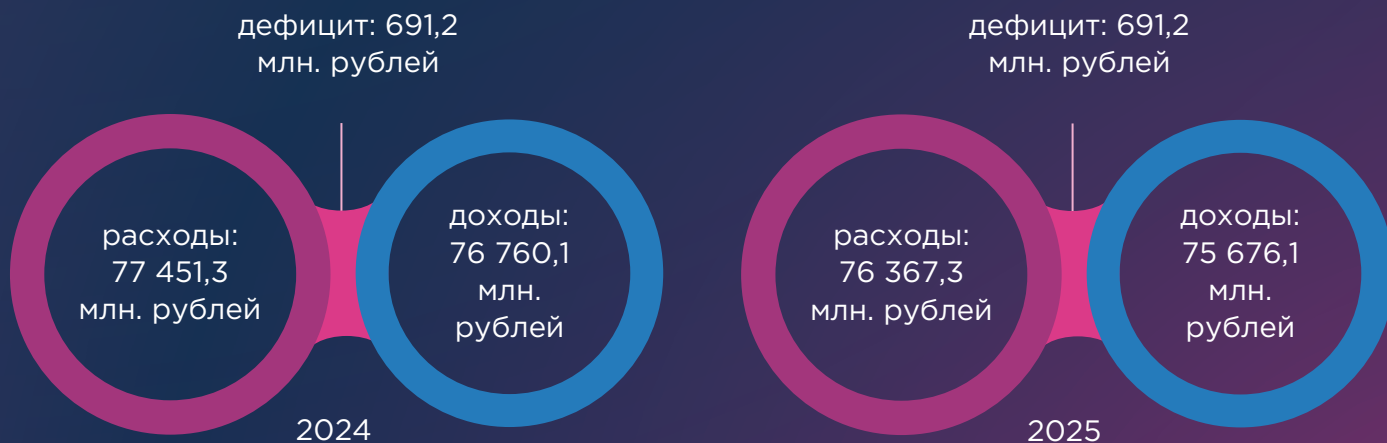 дефицит: 691,2
млн. рублей
расходы:
77 451,3
млн. рублей
доходы:
76 760,1
млн.
рублей
2024
дефицит: 691,2
млн. рублей
расходы:
76 367,3
млн. рублей
доходы:
75 676,1
млн.
рублей
2025